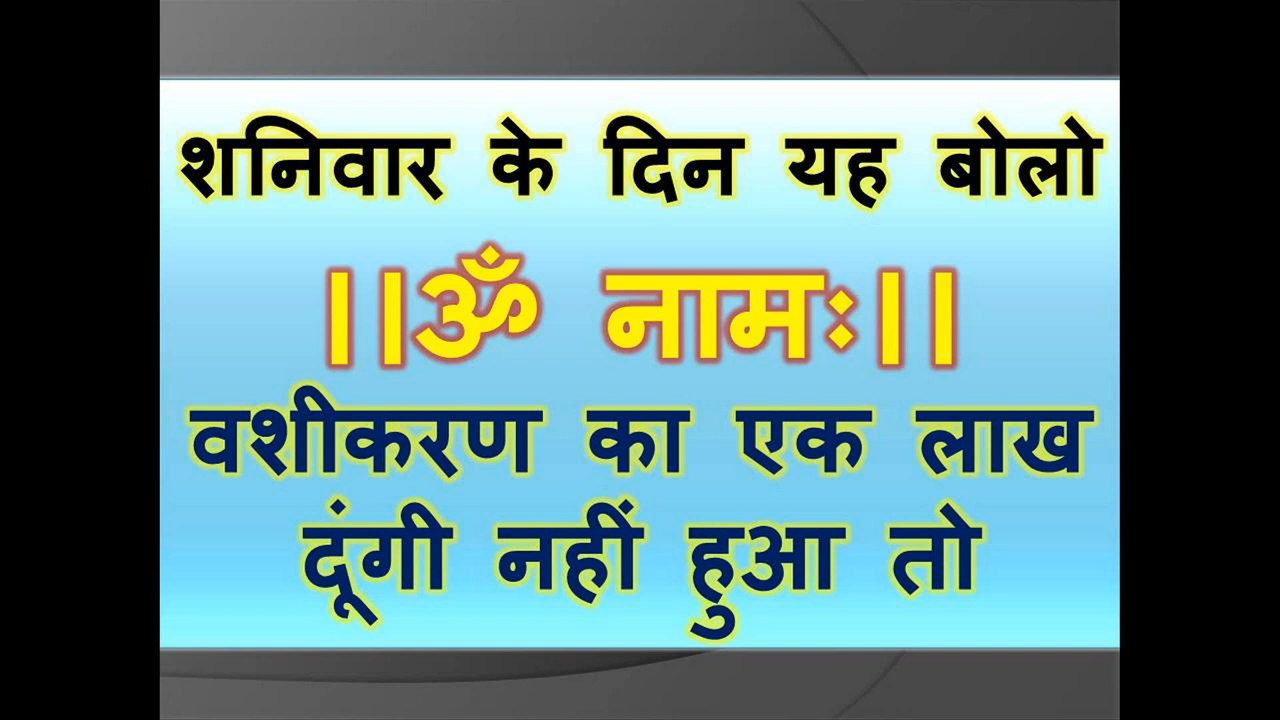 शनिवार के दिन यह बोलो
||ॐ नामः||
वशीकरण का एक लाख
दूंगी नहीं हुआ तो